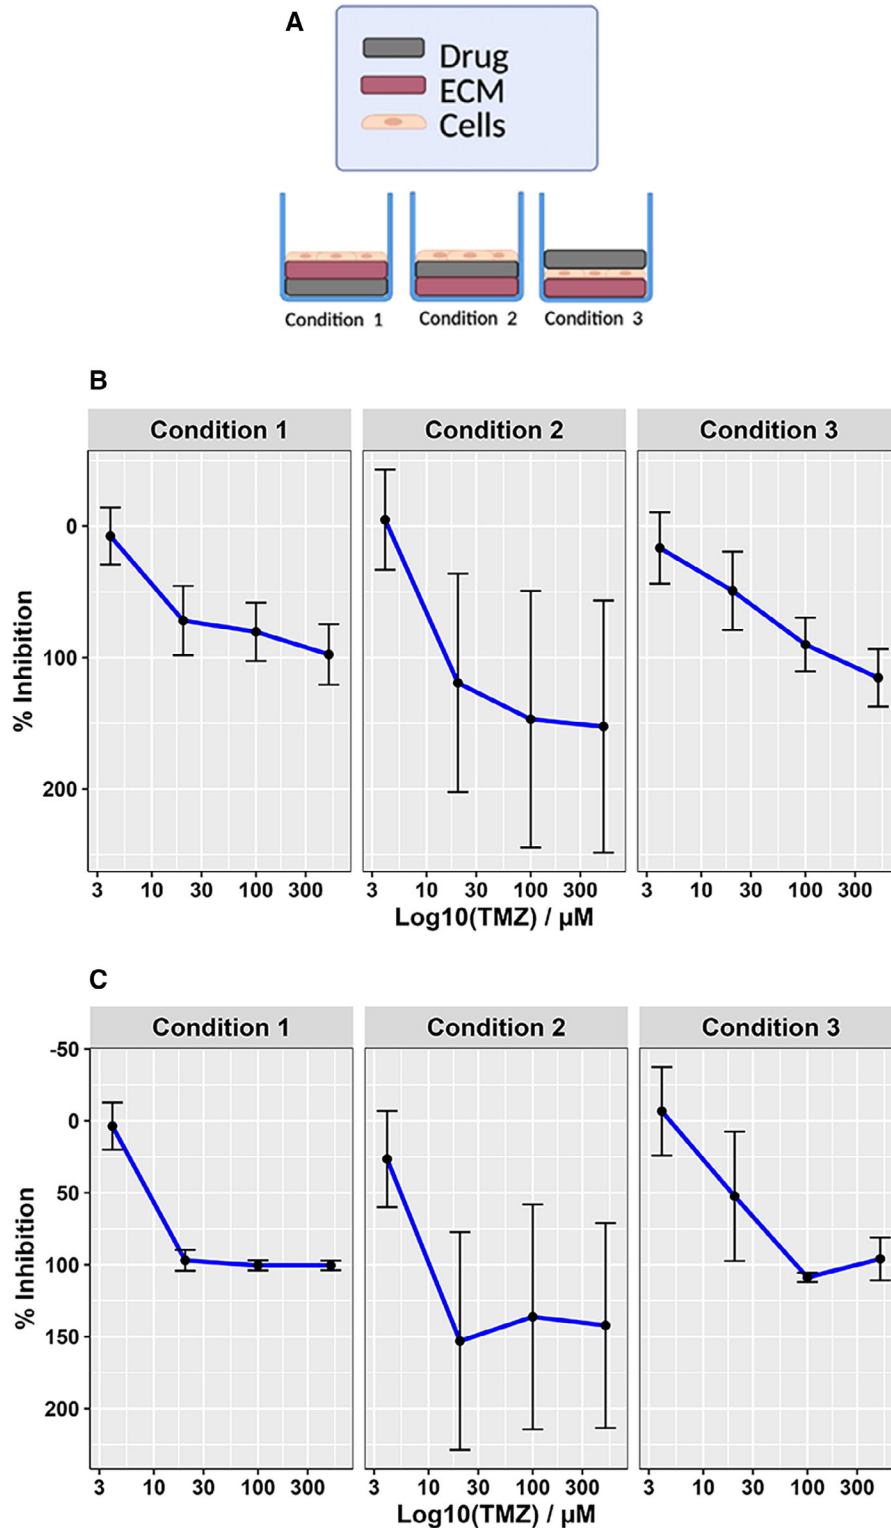 A
Drug
ECM
Cells
Condition 1
Condition 2
Condition 3
B
Condition 1
Condition 2
Condition 3
% Inhibition
0
100
200
3 10 30 100 300
3 10 30 100 300
3 10 30 100 300
Log10(TMZ) / µM
C
Condition 1
Condition 2
Condition 3
% Inhibition
-50
0
50
100
150
200
3 10 30 100 300
3 10 30 100 300
3 10 30 100 300
Log10(TMZ) / µM